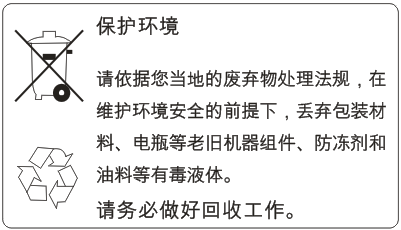 保护环境
请依据您当地的废弃物处理法规，在
维护环境安全的前提下，丢弃包装材
料、电瓶等老旧机器组件、防冻剂和
油料等有毒液体。
请务必做好回收工作。